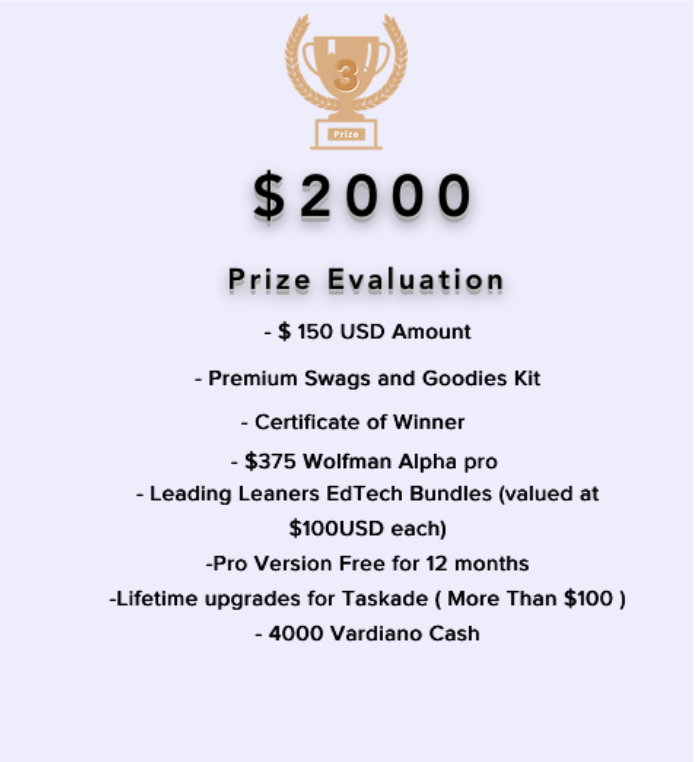 3
Prize
$2000
Prize Evaluation
- $ 150 USD Amount
- Premium Swags and Goodies Kit
- Certificate of Winner
- $375 Wolfman Alpha pro
- Leading Leaners EdTech Bundles (valued at
$100USD each)
-Pro Version Free for 12 months
-Lifetime upgrades for Taskade ( More Than $100 )
- 4000 Vardiano Cash